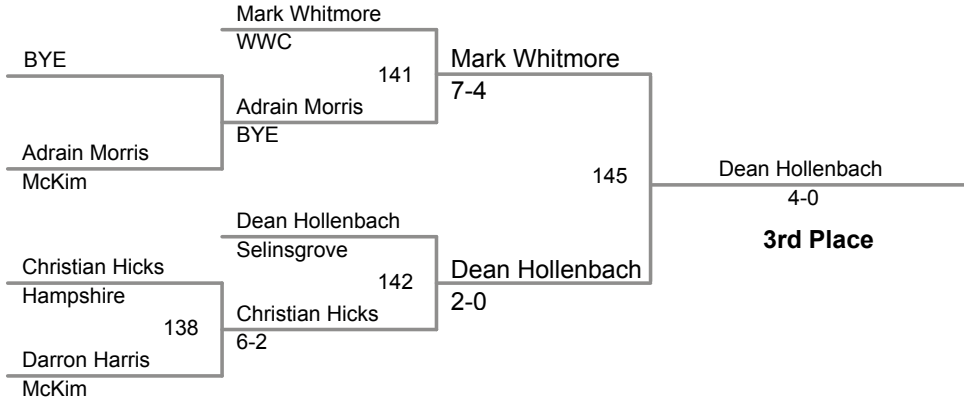 Mark Whitmore
WWC
BYE
141
Mark Whitmore
7-4
Adrain Morris
BYE
Adrain Morris
McKim
145
Dean Hollenbach
4-0
3rd Place
Dean Hollenbach
Selinsgrove
Christian Hicks
Hampshire
142
Dean Hollenbach
2-0
138
Christian Hicks
6-2
Darron Harris
McKim